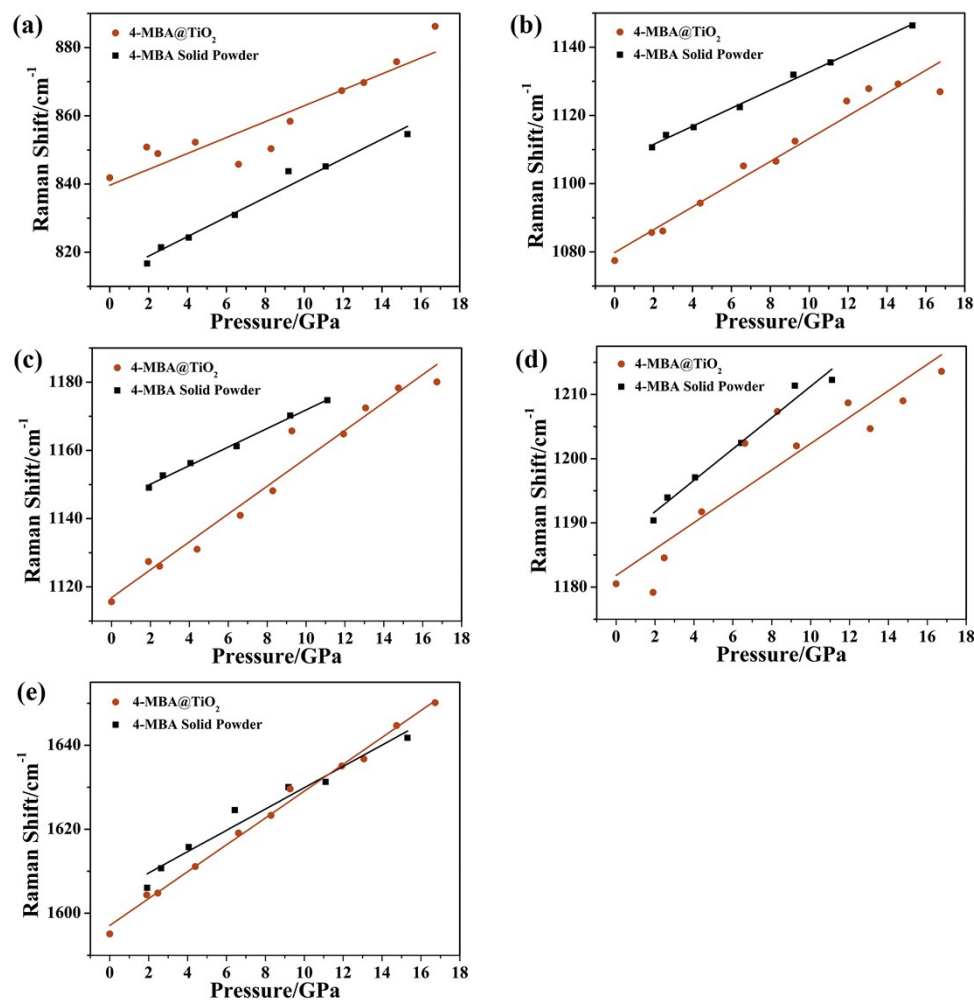 (a)
4-MBA@TiO₂
4-MBA Solid Powder
Raman Shift/cm⁻¹
880
860
840
820
0 2 4 6 8 10 12 14 16 18
Pressure/GPa
(b)
4-MBA@TiO₂
4-MBA Solid Powder
Raman Shift/cm⁻¹
1140
1120
1100
1080
0 2 4 6 8 10 12 14 16 18
Pressure/GPa
(c)
4-MBA@TiO₂
4-MBA Solid Powder
Raman Shift/cm⁻¹
1180
1160
1140
1120
0 2 4 6 8 10 12 14 16 18
Pressure/GPa
(d)
4-MBA@TiO₂
4-MBA Solid Powder
Raman Shift/cm⁻¹
1210
1200
1190
1180
0 2 4 6 8 10 12 14 16 18
Pressure/GPa
(e)
4-MBA@TiO₂
4-MBA Solid Powder
Raman Shift/cm⁻¹
1640
1620
1600
0 2 4 6 8 10 12 14 16 18
Pressure/GPa